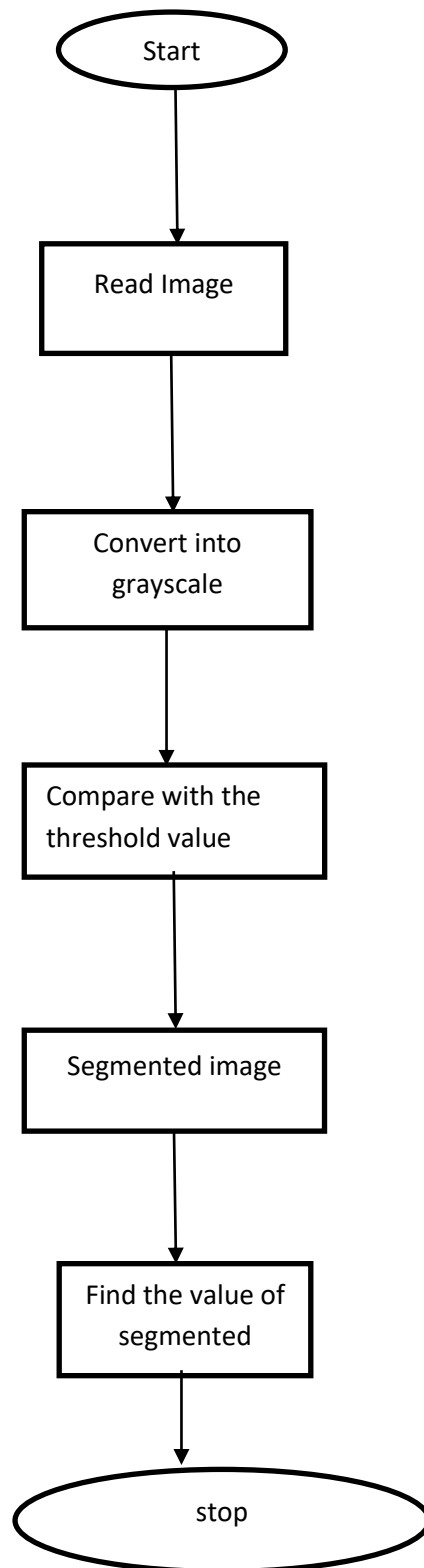 Start
Read Image
Convert into
grayscale
Compare with the
threshold value
Segmented image
Find the value of
segmented
stop